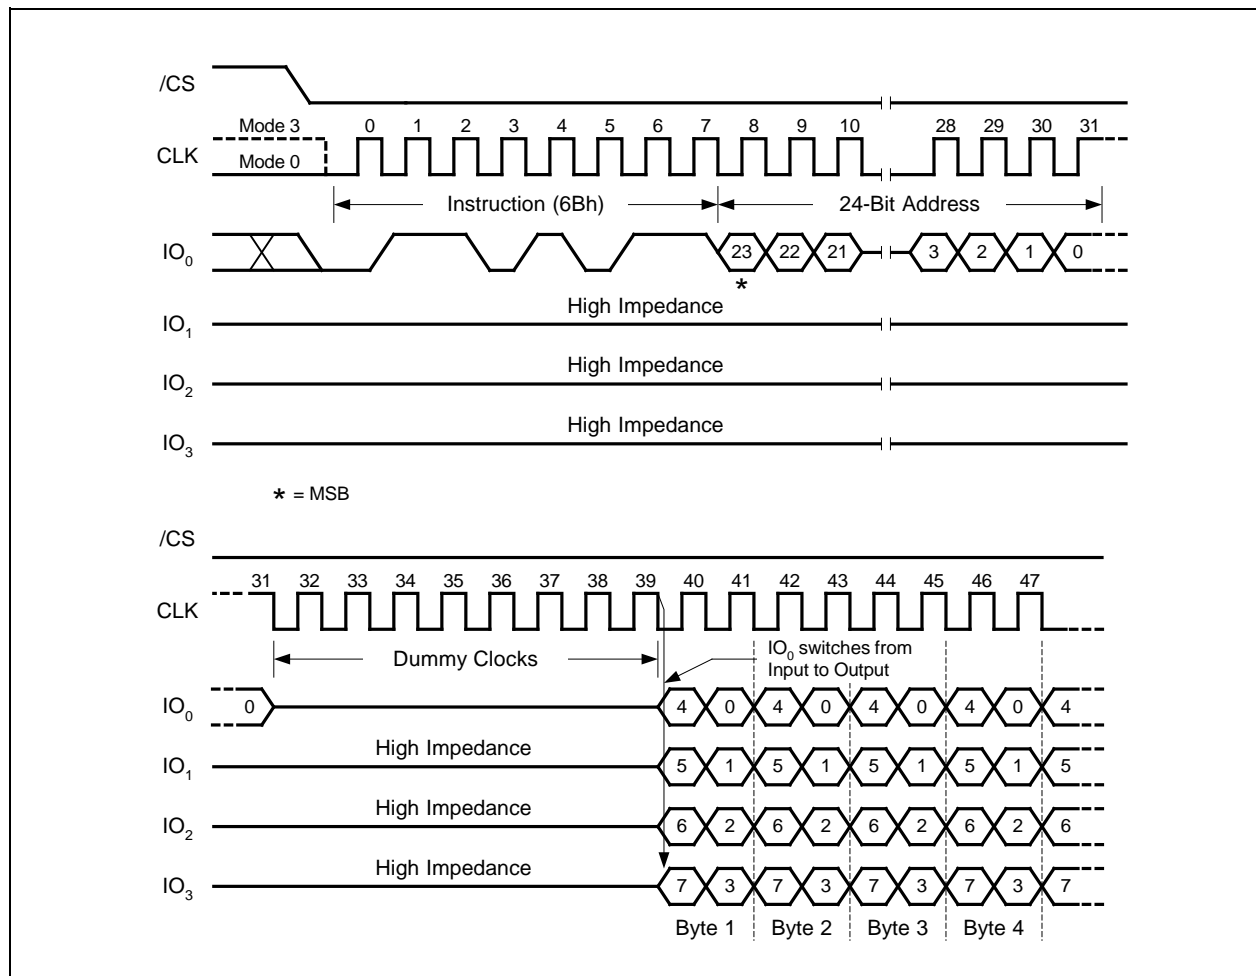 /CS
Mode 3 0 1 2 3 4 5 6 7 8 9 10 28 29 30 31
CLK
Mode 0
Instruction (6Bh) 24-Bit Address
IO0 23 22 21 3 2 1 0
*
High Impedance
IO1
High Impedance
IO2
High Impedance
IO3
* = MSB
/CS
31 32 33 34 35 36 37 38 39 40 41 42 43 44 45 46 47
CLK
Dummy Clocks
IO0 switches from
Input to Output
IO0 0 4 0 4 0 4 0 4 0 4
High Impedance
IO1 5 1 5 1 5 1 5 1 5
High Impedance
IO2 6 2 6 2 6 2 6 2 6
High Impedance
IO3 7 3 7 3 7 3 7 3 7
Byte 1 Byte 2 Byte 3 Byte 4